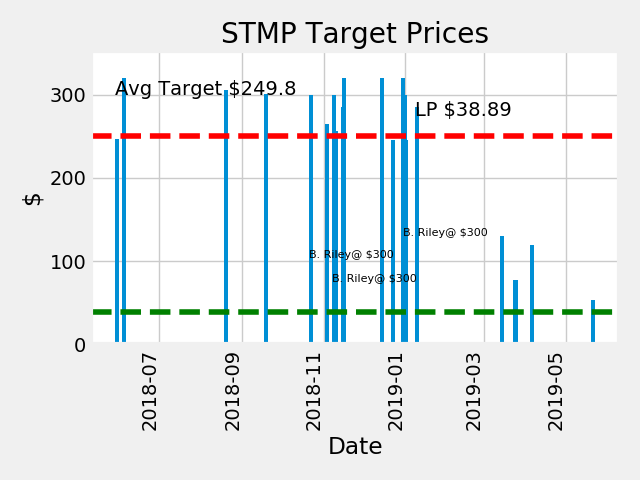 STMP Target Prices
Avg Target $249.8
LP $38.89
B. Riley@ $300
B. Riley@ $300
B. Riley@ $300
$
300
200
100
0
2018-07
2018-09
2018-11
2019-01
2019-03
2019-05
Date